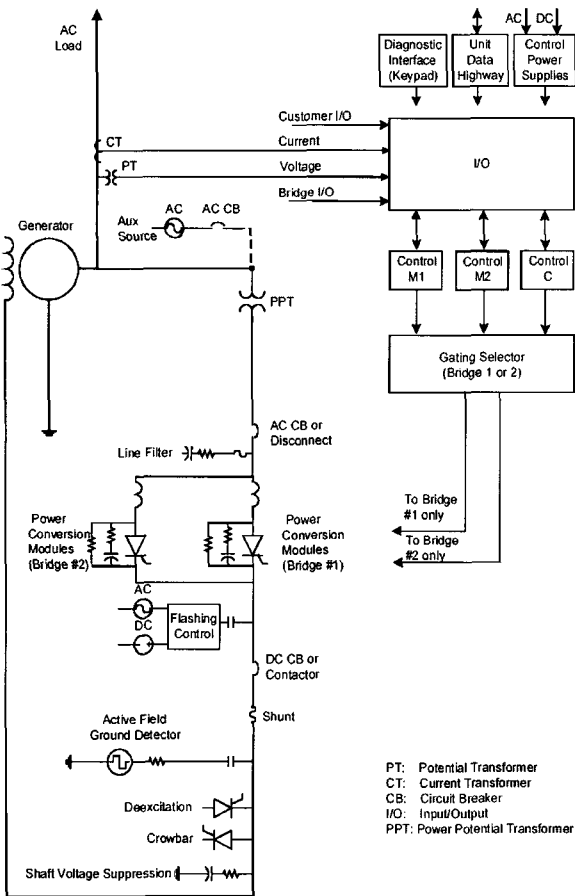 AC
Load
AC
DC
Diagnostic
Interface
(Keypad)
Unit
Data
Highway
Control
Power
Supplies
Customer I/O
CT
Current
I/O
PT
Voltage
Bridge I/O
Generator
Aux
Source
AC
AC CB
Control
M1
Control
M2
Control
C
PPT
Gating Selector
(Bridge 1 or 2)
AC CB or
Disconnect
Line Filter
Power
Conversion
Modules
(Bridge #2)
Power
Conversion
Modules
(Bridge #1)
To Bridge
#1 only
To Bridge
#2 only
AC
DC
Flashing
Control
DC CB or
Contactor
Shunt
Active Field
Ground Detector
Deexcitation
Crowbar
Shaft Voltage Suppression
PT: Potential Transformer
CT: Current Transformer
CB: Circuit Breaker
I/O: Input/Output
PPT: Power Potential Transformer